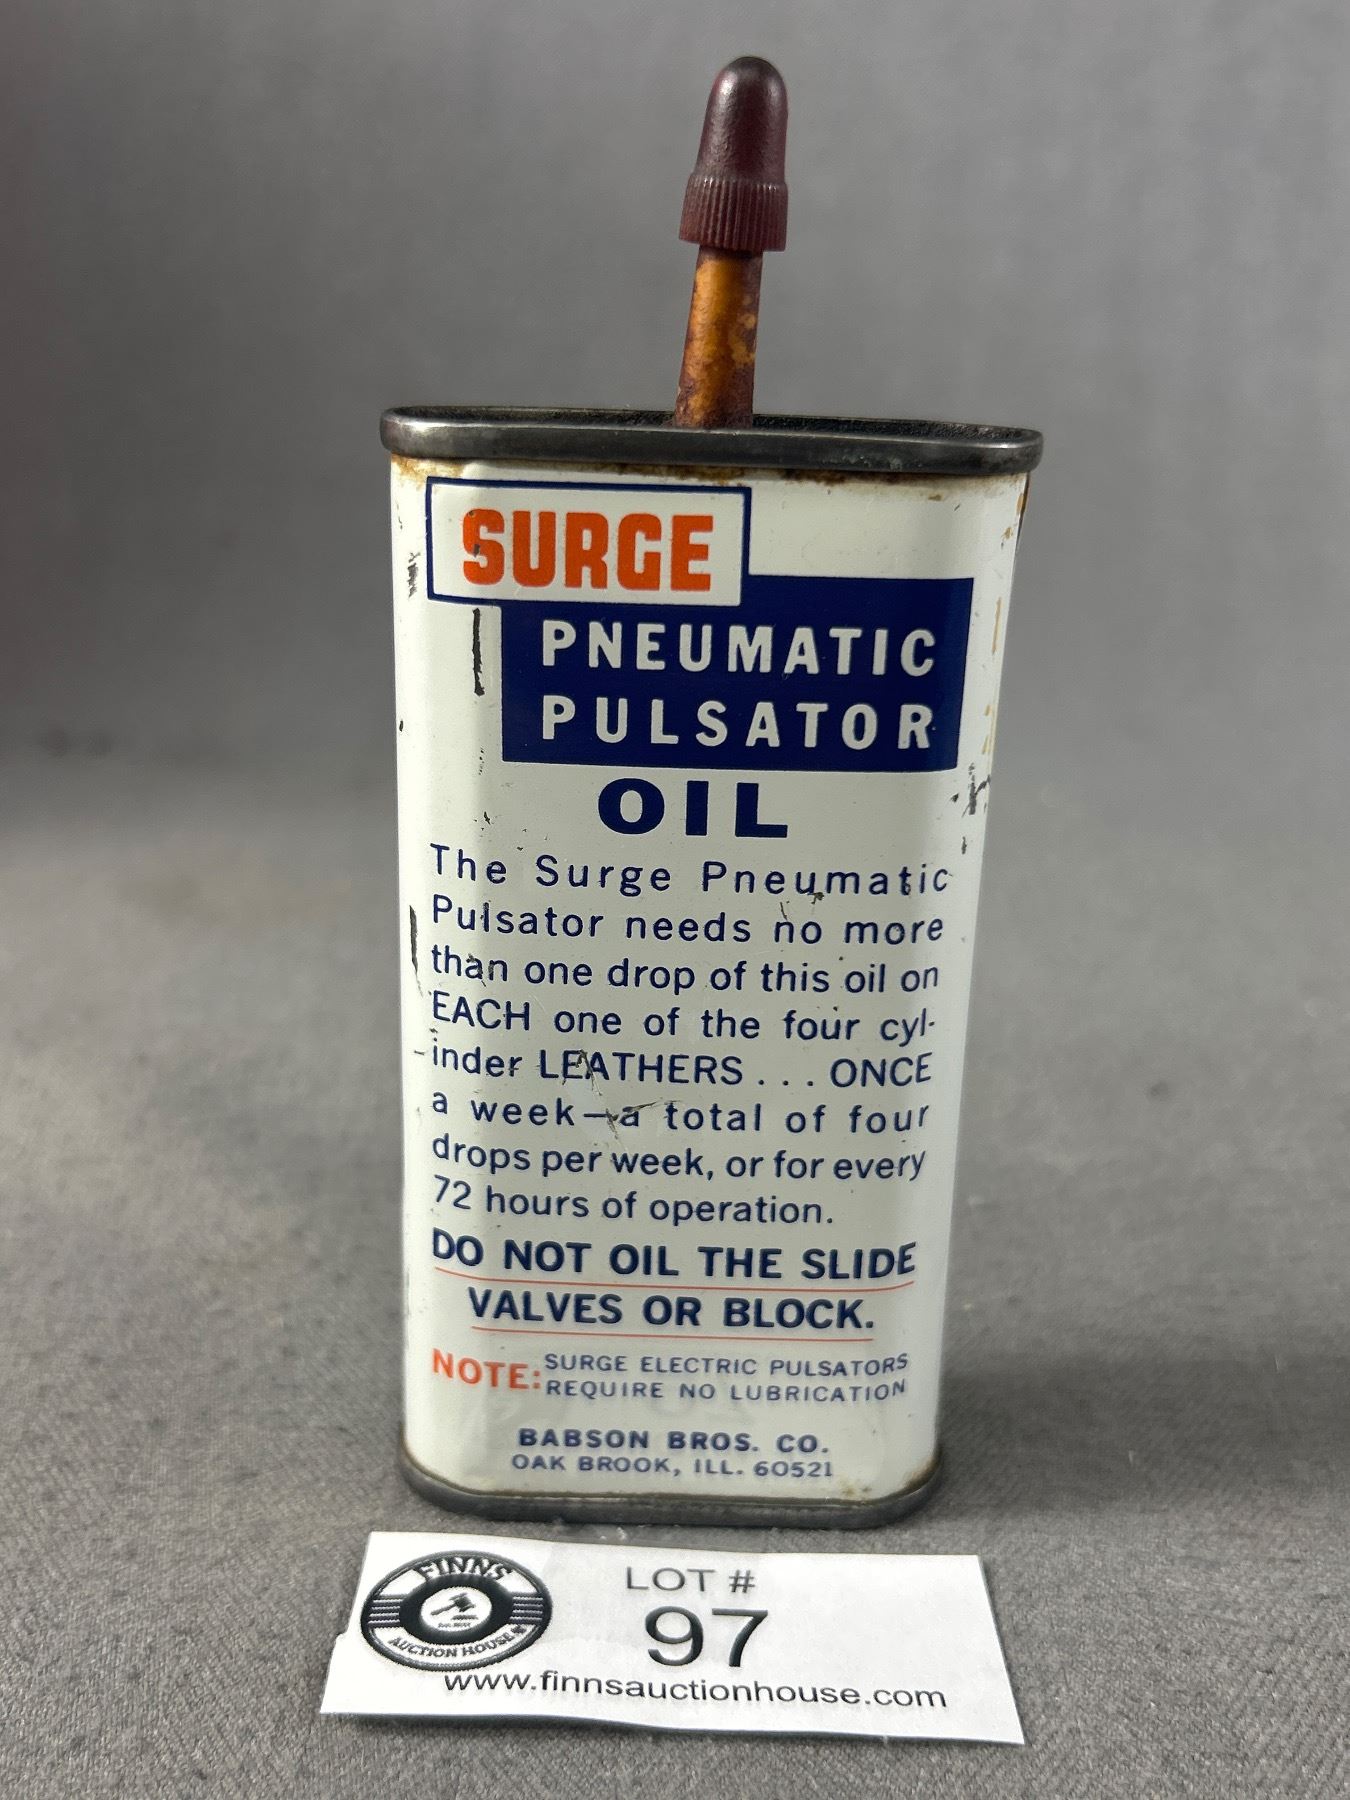 SURGE
PNEUMATIC
PULSATOR
OIL
The Surge Pneumatic
Pulsator needs no more
than one drop of this oil on
EACH one of the four cyl-
inder LEATHERS . . . ONCE
a week—a total of four
drops per week, or for every
72 hours of operation.
DO NOT OIL THE SLIDE
VALVES OR BLOCK.
NOTE: SURGE ELECTRIC PULSATORS
REQUIRE NO LUBRICATION
BABSON BROS. CO.
OAK BROOK, ILL. 60521
FINNS
AUCTION HOUSE
LOT #
97
www.finnsauctionhouse.com